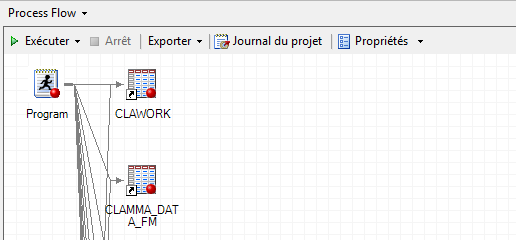 Process Flow
Exécuter Arrêt Exporter Journal du projet Propriétés
Program
CLAWORK
CLAMMA_DAT
A_FM